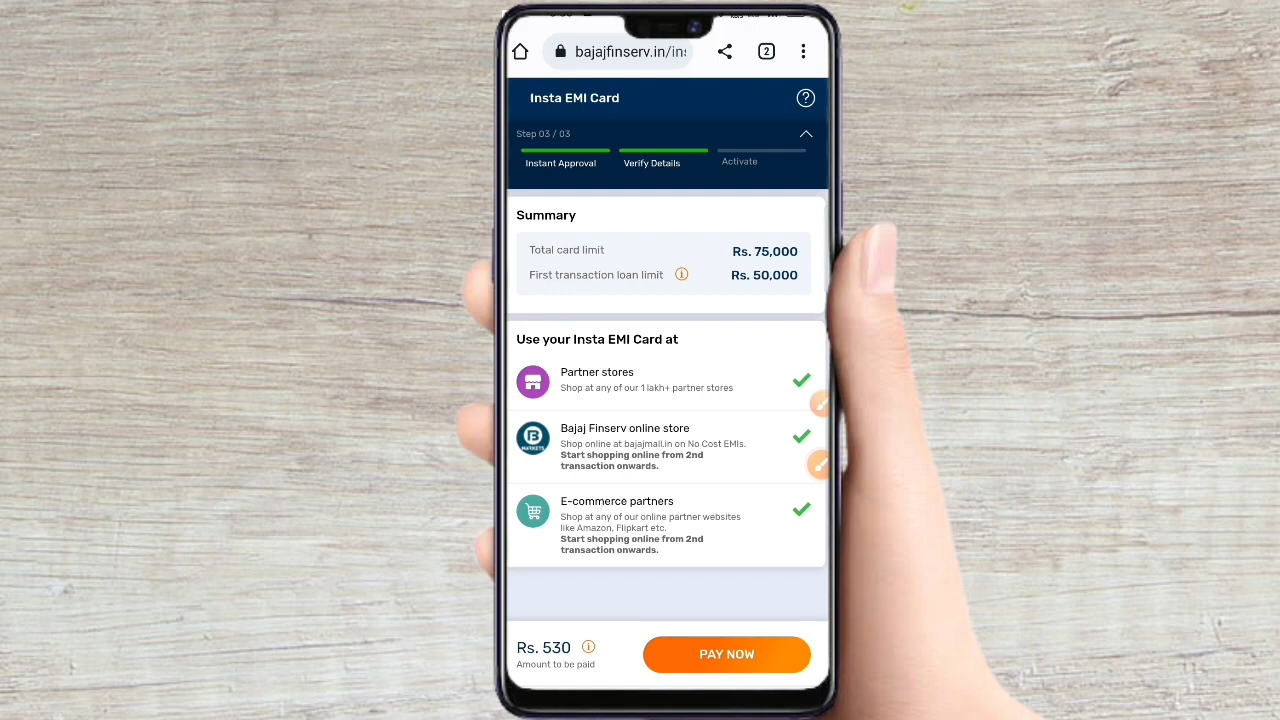 bajajfinserv.in/ins
2
Insta EMI Card
?
Step 03 / 03
Instant Approval
Verify Details
Activate
Summary
Total card limit
Rs. 75,000
First transaction loan limit
Rs. 50,000
Use your Insta EMI Card at
Partner stores
Shop at any of our 1 lakh+ partner stores
B
MARKETS
Bajaj Finserv online store
Shop online at bajajmall.in on No Cost EMIs.
Start shopping online from 2nd
transaction onwards.
E-commerce partners
Shop at any of our online partner websites
like Amazon, Flipkart etc.
Start shopping online from 2nd
transaction onwards.
Rs. 530
Amount to be paid
PAY NOW